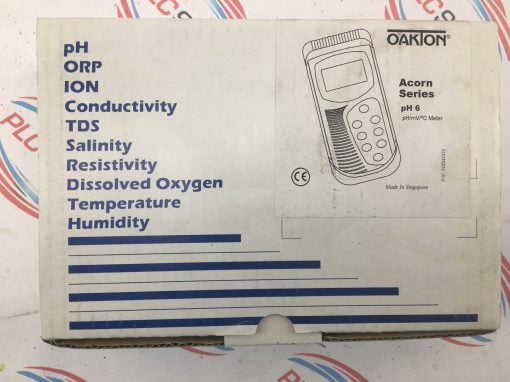 pH
ORP
ION
Conductivity
TDS
Salinity
Resistivity
Dissolved Oxygen
Temperature
Humidity
OAKTON®
Acorn
Series
pH 6
pH/mV/°C Meter
CE
Made In Singapore